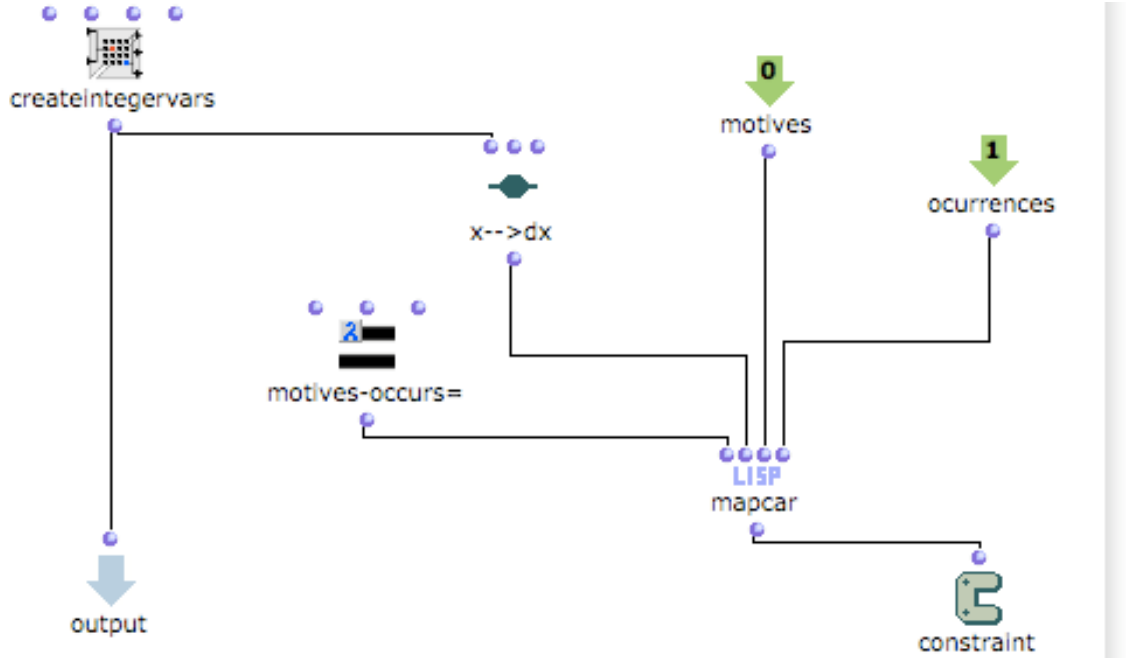 createintegervars
0
motives
1
ocurrences
x-->dx
motives-occurs=
LISP
mapcar
output
constraint